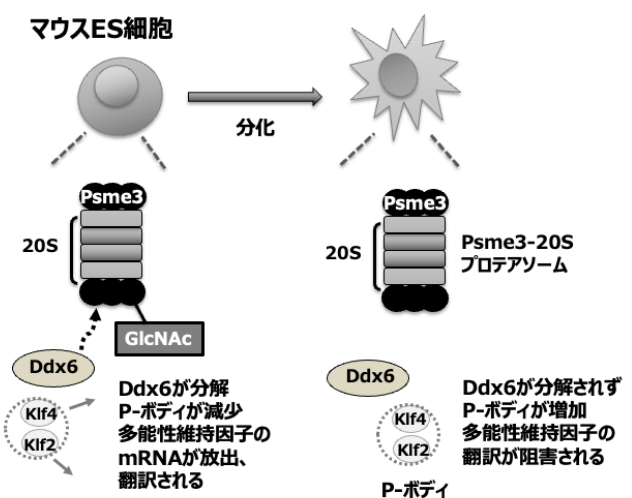 マウスES細胞
分化
Psme3
20S
GlcNAc
Ddx6
Klf4
Klf2
Ddx6が分解
P-ボディが減少
多能性維持因子の
mRNAが放出、
翻訳される
Psme3
20S
Psme3-20S
プロテアソーム
Ddx6
Klf4
Klf2
P-ボディ
Ddx6が分解されず
P-ボディが増加
多能性維持因子の
翻訳が阻害される